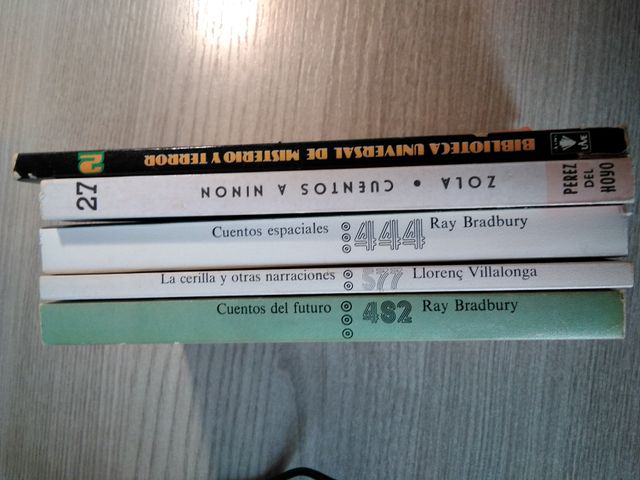 BIBLIOTECA UNIVERSAL DE MISTERIO Y TERROR 2
ZOLA • CUENTOS A NINON
27
PEREZ
DEL
HOYO
Cuentos espaciales 444 Ray Bradbury
La cerilla y otras narraciones 577 Llorenç Villalonga
Cuentos del futuro 482 Ray Bradbury